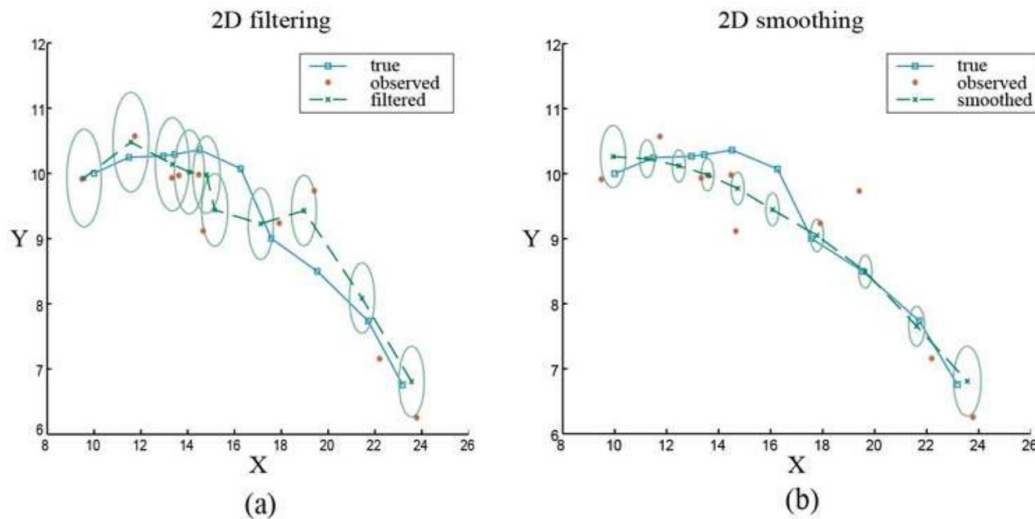 2D filtering
12
11
10
9
8
7
6
Y
8
10
12
14
16
18
20
22
24
26
X
true
observed
filtered
(a)
2D smoothing
12
11
10
9
8
7
6
Y
8
10
12
14
16
18
20
22
24
26
X
true
observed
smoothed
(b)